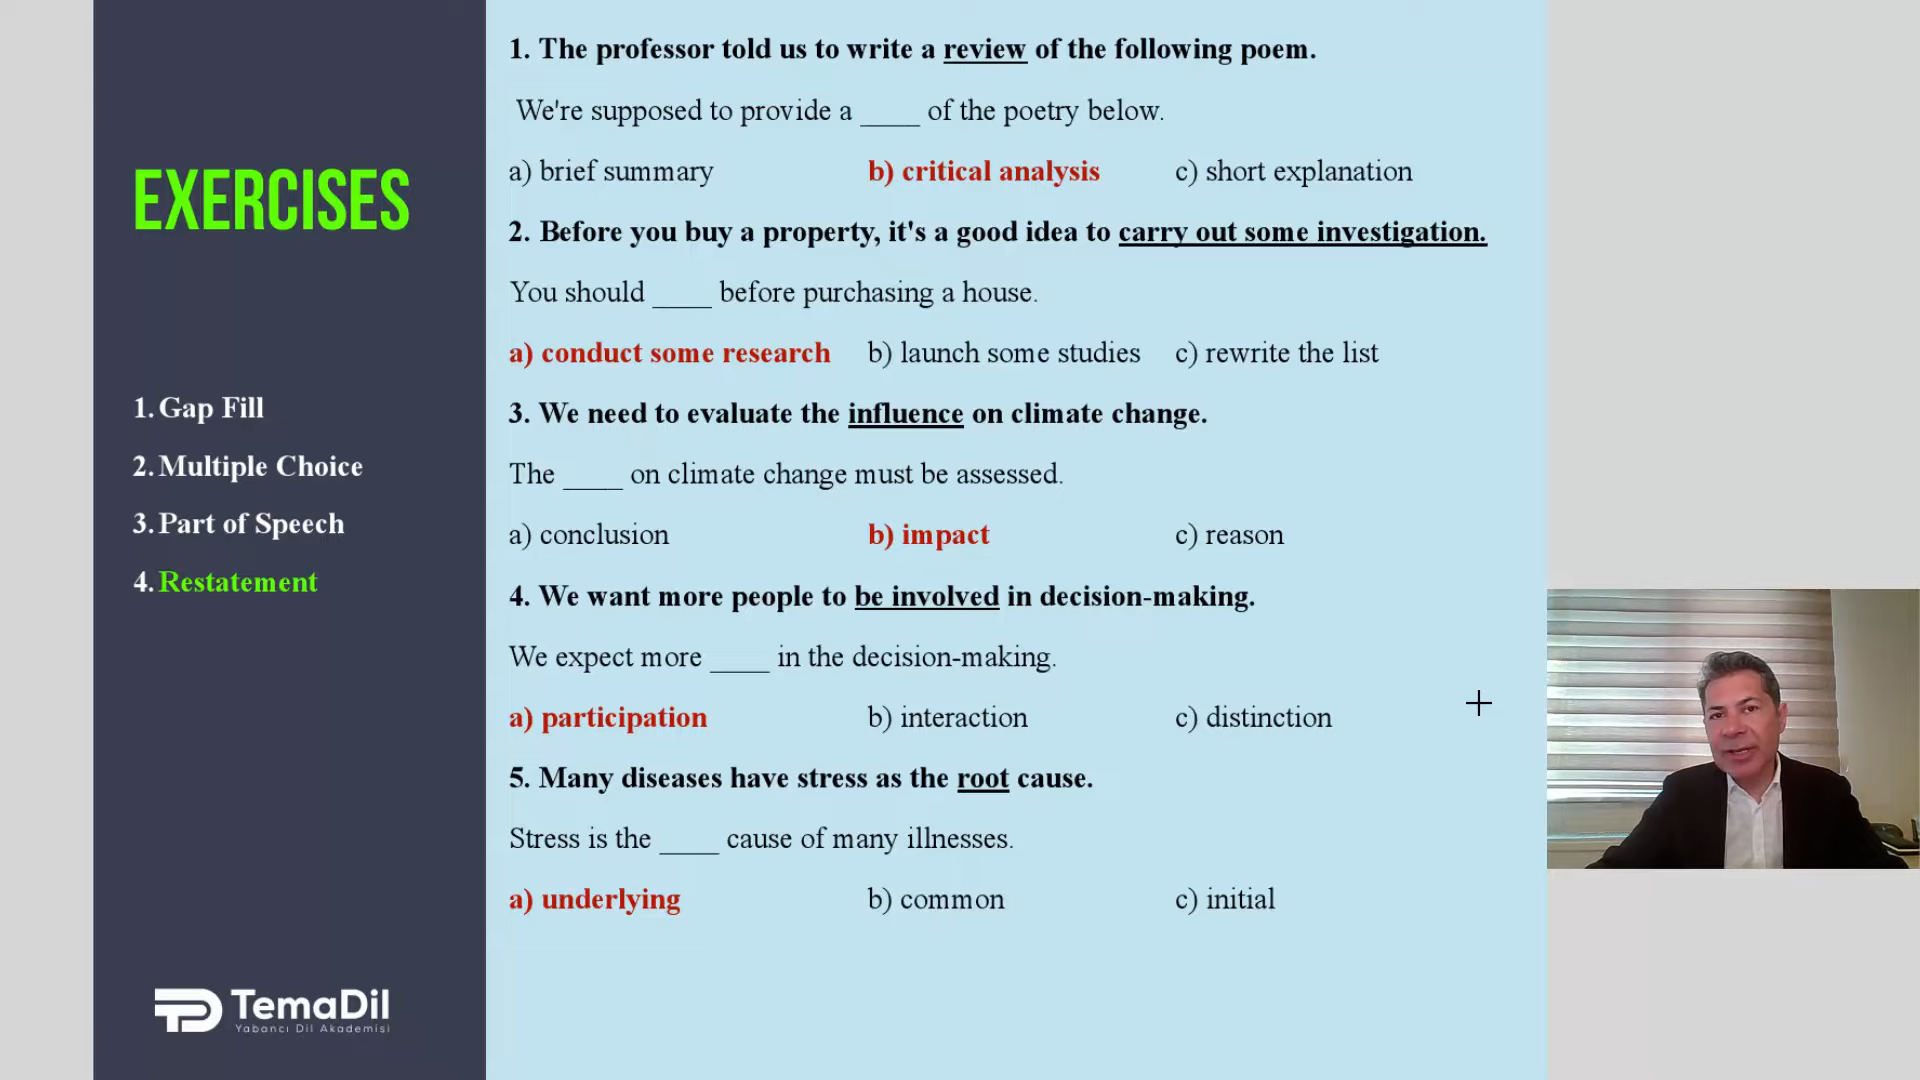 EXERCISES
1. Gap Fill
2. Multiple Choice
3. Part of Speech
4. Restatement
TemaDil
Yabancı Dil Akademisi
1. The professor told us to write a review of the following poem.
We're supposed to provide a ____ of the poetry below.
a) brief summary b) critical analysis c) short explanation
2. Before you buy a property, it's a good idea to carry out some investigation.
You should ____ before purchasing a house.
a) conduct some research b) launch some studies c) rewrite the list
3. We need to evaluate the influence on climate change.
The ____ on climate change must be assessed.
a) conclusion b) impact c) reason
4. We want more people to be involved in decision-making.
We expect more ____ in the decision-making.
a) participation b) interaction c) distinction
5. Many diseases have stress as the root cause.
Stress is the ____ cause of many illnesses.
a) underlying b) common c) initial